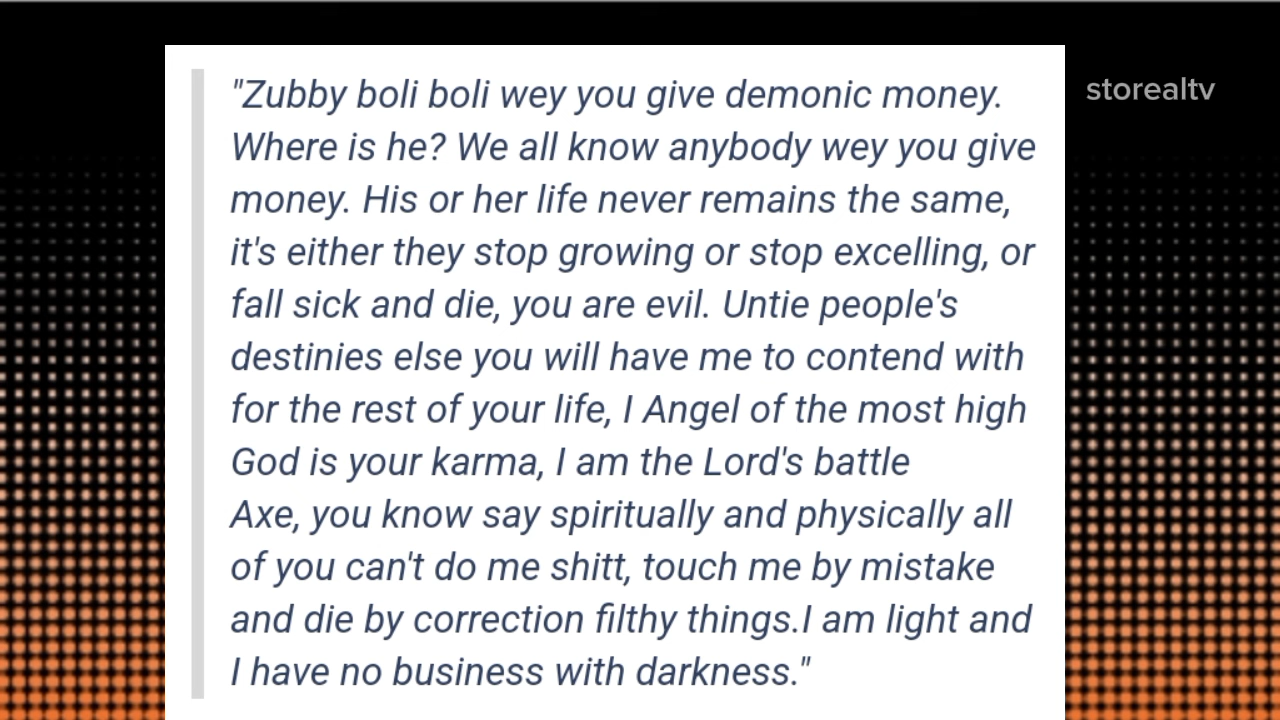 "Zubby boli boli wey you give demonic money.
storealtv
Where is he? We all know anybody wey you give
money. His or her life never remains the same,
it's either they stop growing or stop excelling, or
fall sick and die, you are evil. Untie people's
destinies else you will have me to contend with
for the rest of your life, I Angel of the most high
God is your karma, I am the Lord's battle
Axe, you know say spiritually and physically all
of you can't do me shitt, touch me by mistake
and die by correction filthy things.I am light and
I have no business with darkness."